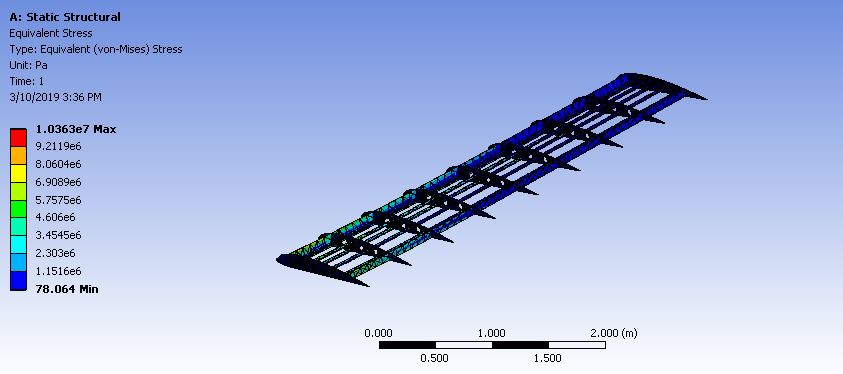 A: Static Structural
Equivalent Stress
Type: Equivalent (von-Mises) Stress
Unit: Pa
Time: 1
3/10/2019 3:36 PM
1.0363e7 Max
9.2119e6
8.0604e6
6.9089e6
5.7575e6
4.606e6
3.4545e6
2.303e6
1.1516e6
78.064 Min
0.000 1.000 2.000 (m)
0.500 1.500